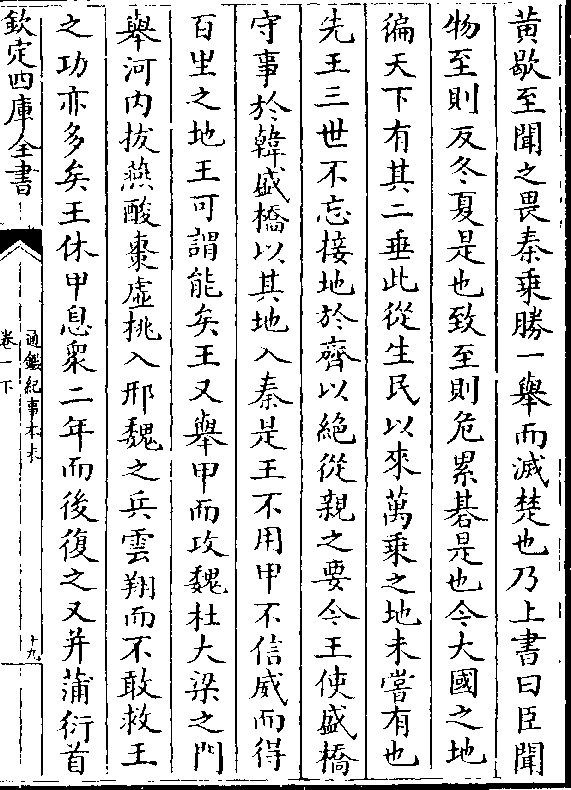 黄歇至聞之畏秦乗勝一舉而滅楚也乃上書曰臣聞
物至則反冬夏是也致至則危累碁是也今大國之地
徧天下有其二垂此從生民以來萬乗之地未嘗有也
先王三世不忘接地於齊以絶從親之要今王使盛橋
守事於韓盛橋以其地入秦是王不用甲不信威而得
百里之地王可謂能矣王又舉甲而攻魏杜大梁之門
舉河内拔燕酸棗虚桃入邢魏之兵雲翔而不敢救王
之功亦多矣王休甲息衆二年而後復之又并蒲衍首
欽定四庫全書
通鑑紀事本末
卷一下
十九